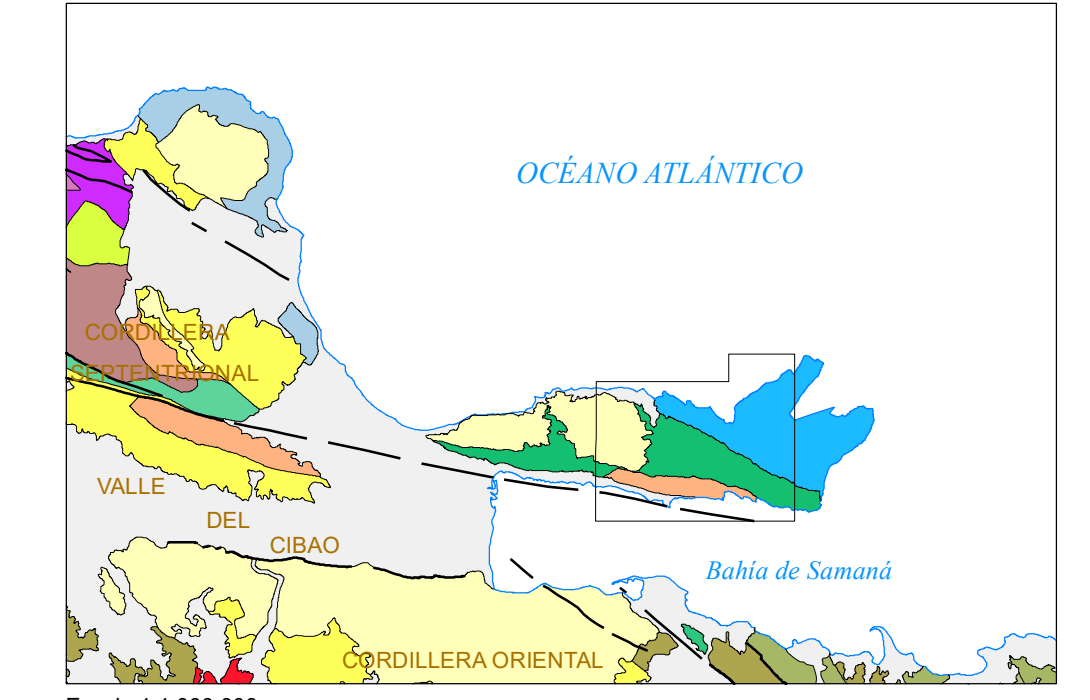 OCÉANO ATLÁNTICO
CORDILLERA
SEPTENTRIONAL
VALLE
DEL
CIBAO
Bahía de Samaná
CORDILLERA ORIENTAL